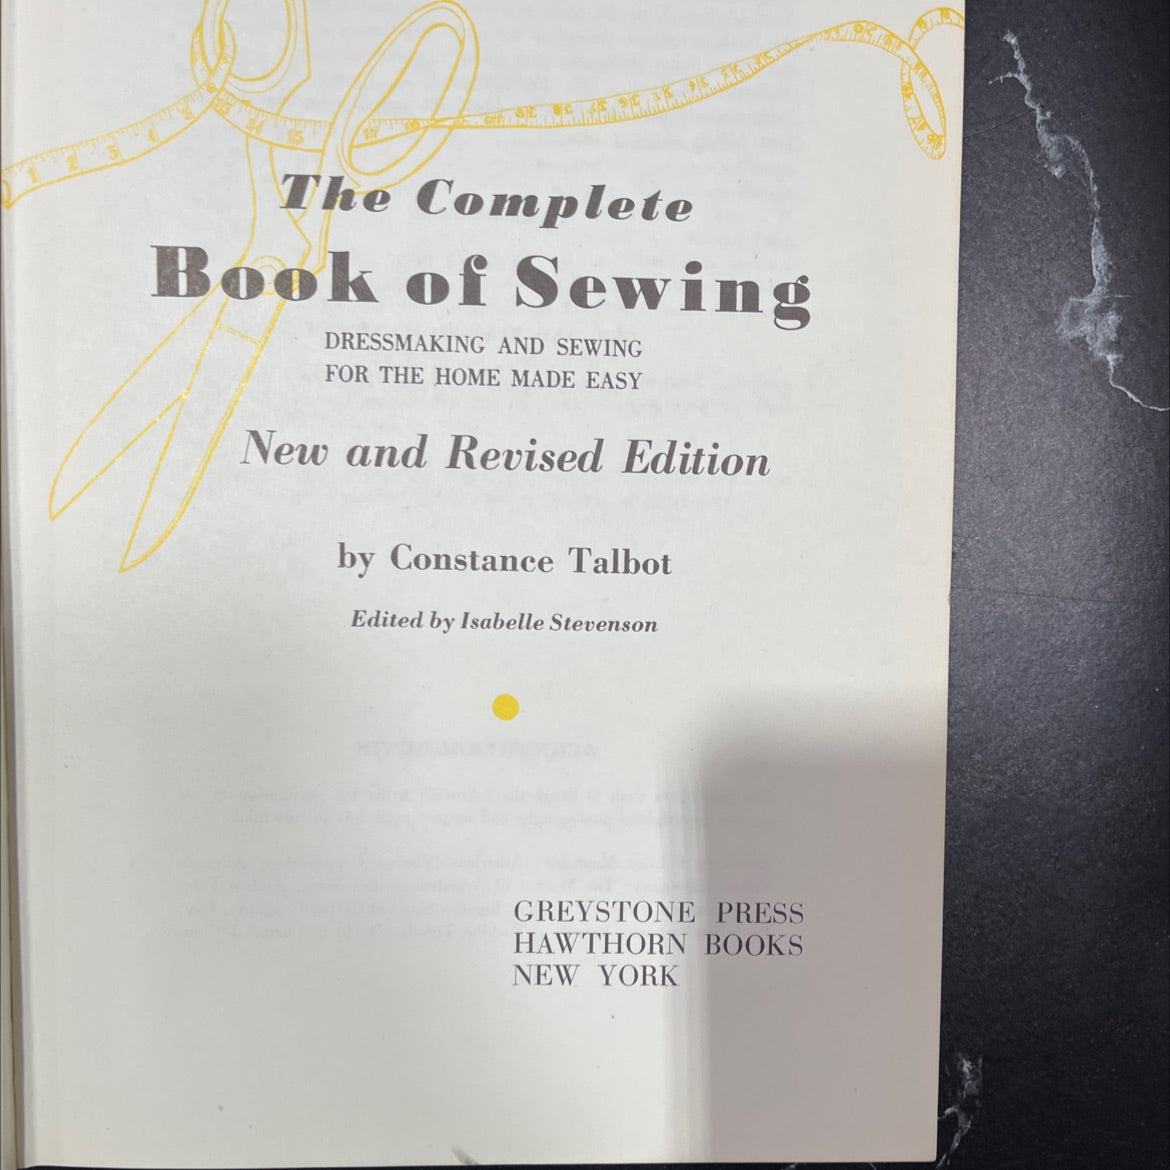 The Complete
Book of Sewing
DRESSMAKING AND SEWING
FOR THE HOME MADE EASY
New and Revised Edition
by Constance Talbot
Edited by Isabelle Stevenson
GREYSTONE PRESS
HAWTHORN BOOKS
NEW YORK